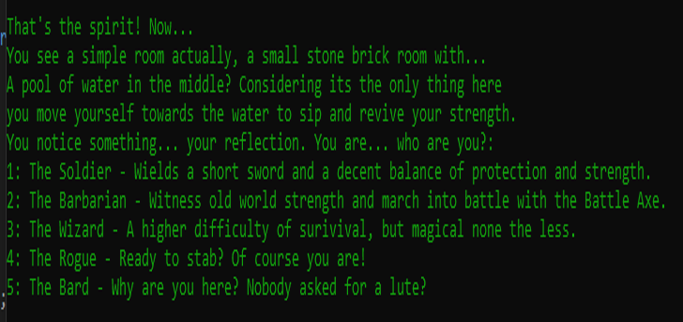 That's the spirit! Now...
You see a simple room actually, a small stone brick room with...
A pool of water in the middle? Considering its the only thing here
you move yourself towards the water to sip and revive your strength.
You notice something... your reflection. You are... who are you?:
1: The Soldier - Wields a short sword and a decent balance of protection and strength.
2: The Barbarian - Witness old world strength and march into battle with the Battle Axe.
3: The Wizard - A higher difficulty of surivival, but magical none the less.
4: The Rogue - Ready to stab? Of course you are!
5: The Bard - Why are you here? Nobody asked for a lute?